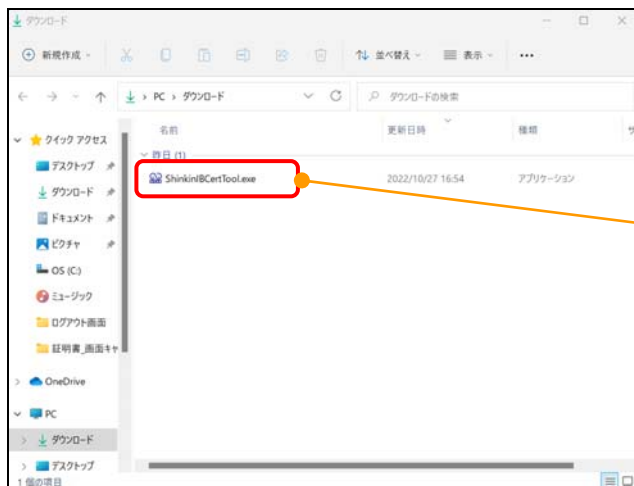 ダウンロード
新規作成
並べ替え
表示
PC > ダウンロード
ダウンロードの検索
クイック アクセス
デスクトップ
ダウンロード
ドキュメント
ピクチャ
OS (C:)
ミュージック
ログアウト画面
証明書_画面キャ
OneDrive
PC
ダウンロード
デスクトップ
名前 更新日時 種類 サ
昨日 (1)
ShinkinIBCertTool.exe 2022/10/27 16:54 アプリケーション
1 個の項目